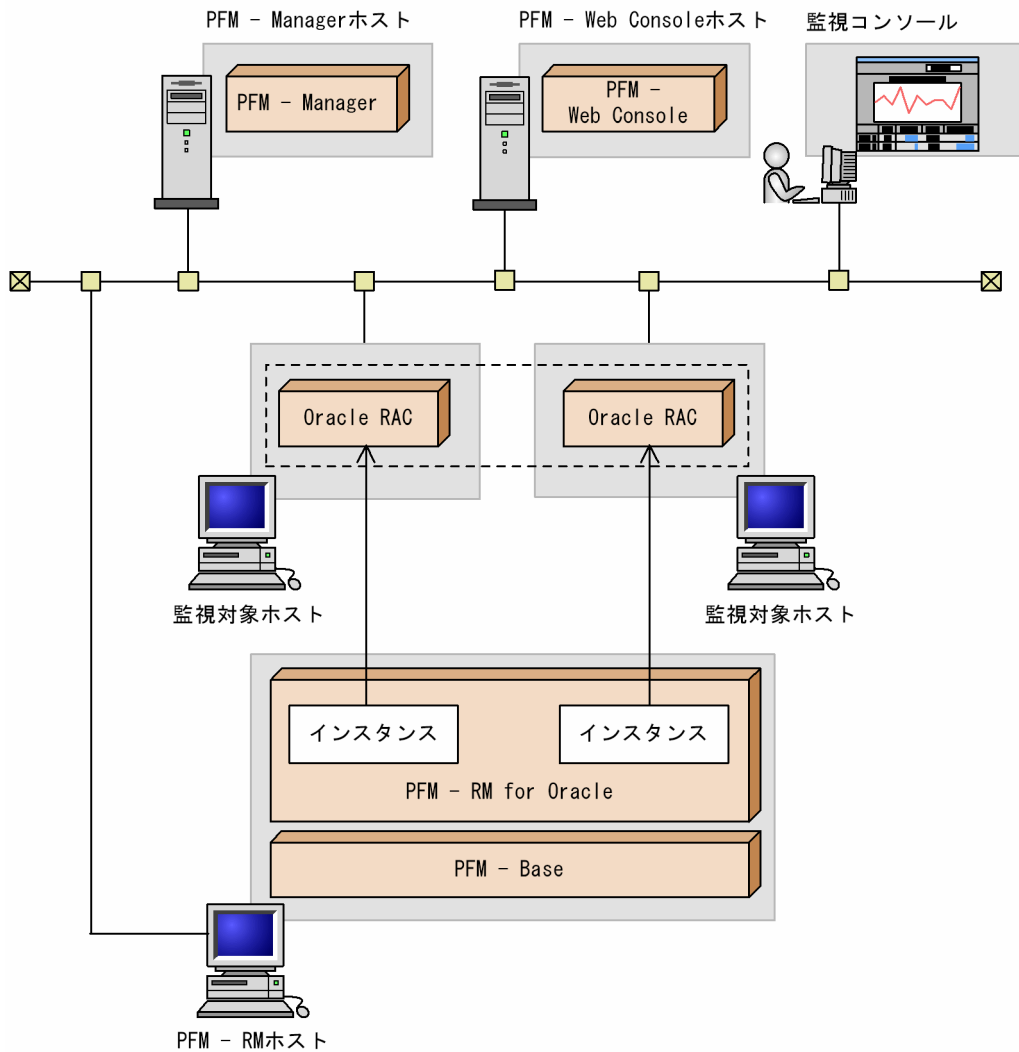 PFM － Managerホスト
PFM － Web Consoleホスト
監視コンソール
PFM － Manager
PFM －
Web Console
Oracle RAC
Oracle RAC
監視対象ホスト
監視対象ホスト
インスタンス
インスタンス
PFM － RM for Oracle
PFM － Base
PFM － RMホスト